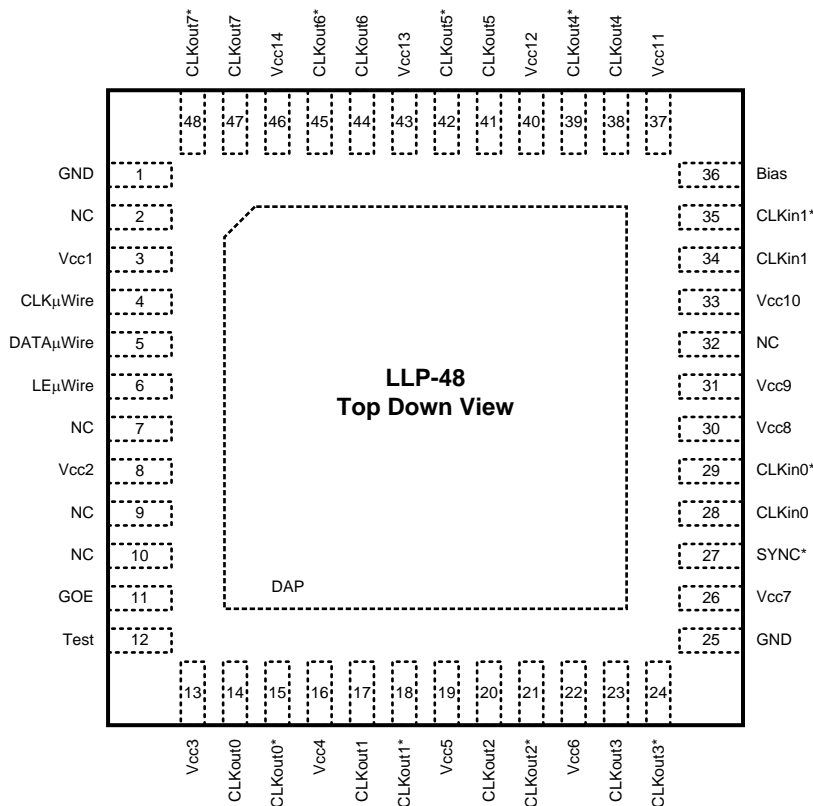 CLKout7*
CLKout7
Vcc14
CLKout6*
CLKout6
Vcc13
CLKout5*
CLKout5
Vcc12
CLKout4*
CLKout4
Vcc11
48 47 46 45 44 43 42 41 40 39 38 37
GND 1
NC 2
Vcc1 3
CLKμWire 4
DATAμWire 5
LEμWire 6
NC 7
Vcc2 8
NC 9
NC 10
GOE 11
Test 12
36 Bias
35 CLKin1*
34 CLKin1
33 Vcc10
32 NC
31 Vcc9
30 Vcc8
29 CLKin0*
28 CLKin0
27 SYNC*
26 Vcc7
25 GND
LLP-48
Top Down View
DAP
13 14 15 16 17 18 19 20 21 22 23 24
Vcc3
CLKout0
CLKout0*
Vcc4
CLKout1
CLKout1*
Vcc5
CLKout2
CLKout2*
Vcc6
CLKout3
CLKout3*